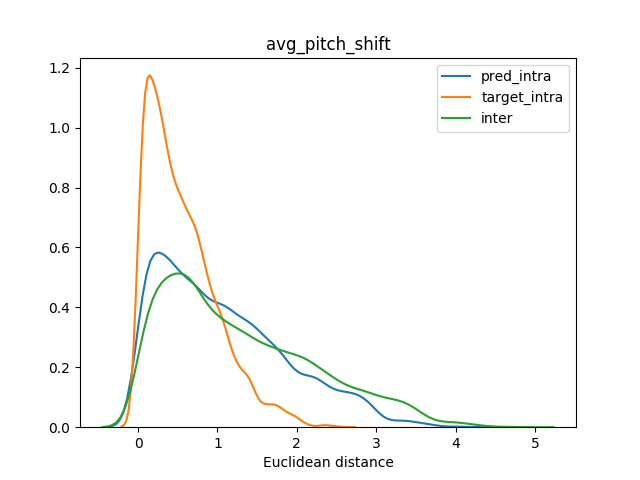 avg_pitch_shift
1.2
1.0
0.8
0.6
0.4
0.2
0.0
pred_intra
target_intra
inter
0 1 2 3 4 5
Euclidean distance